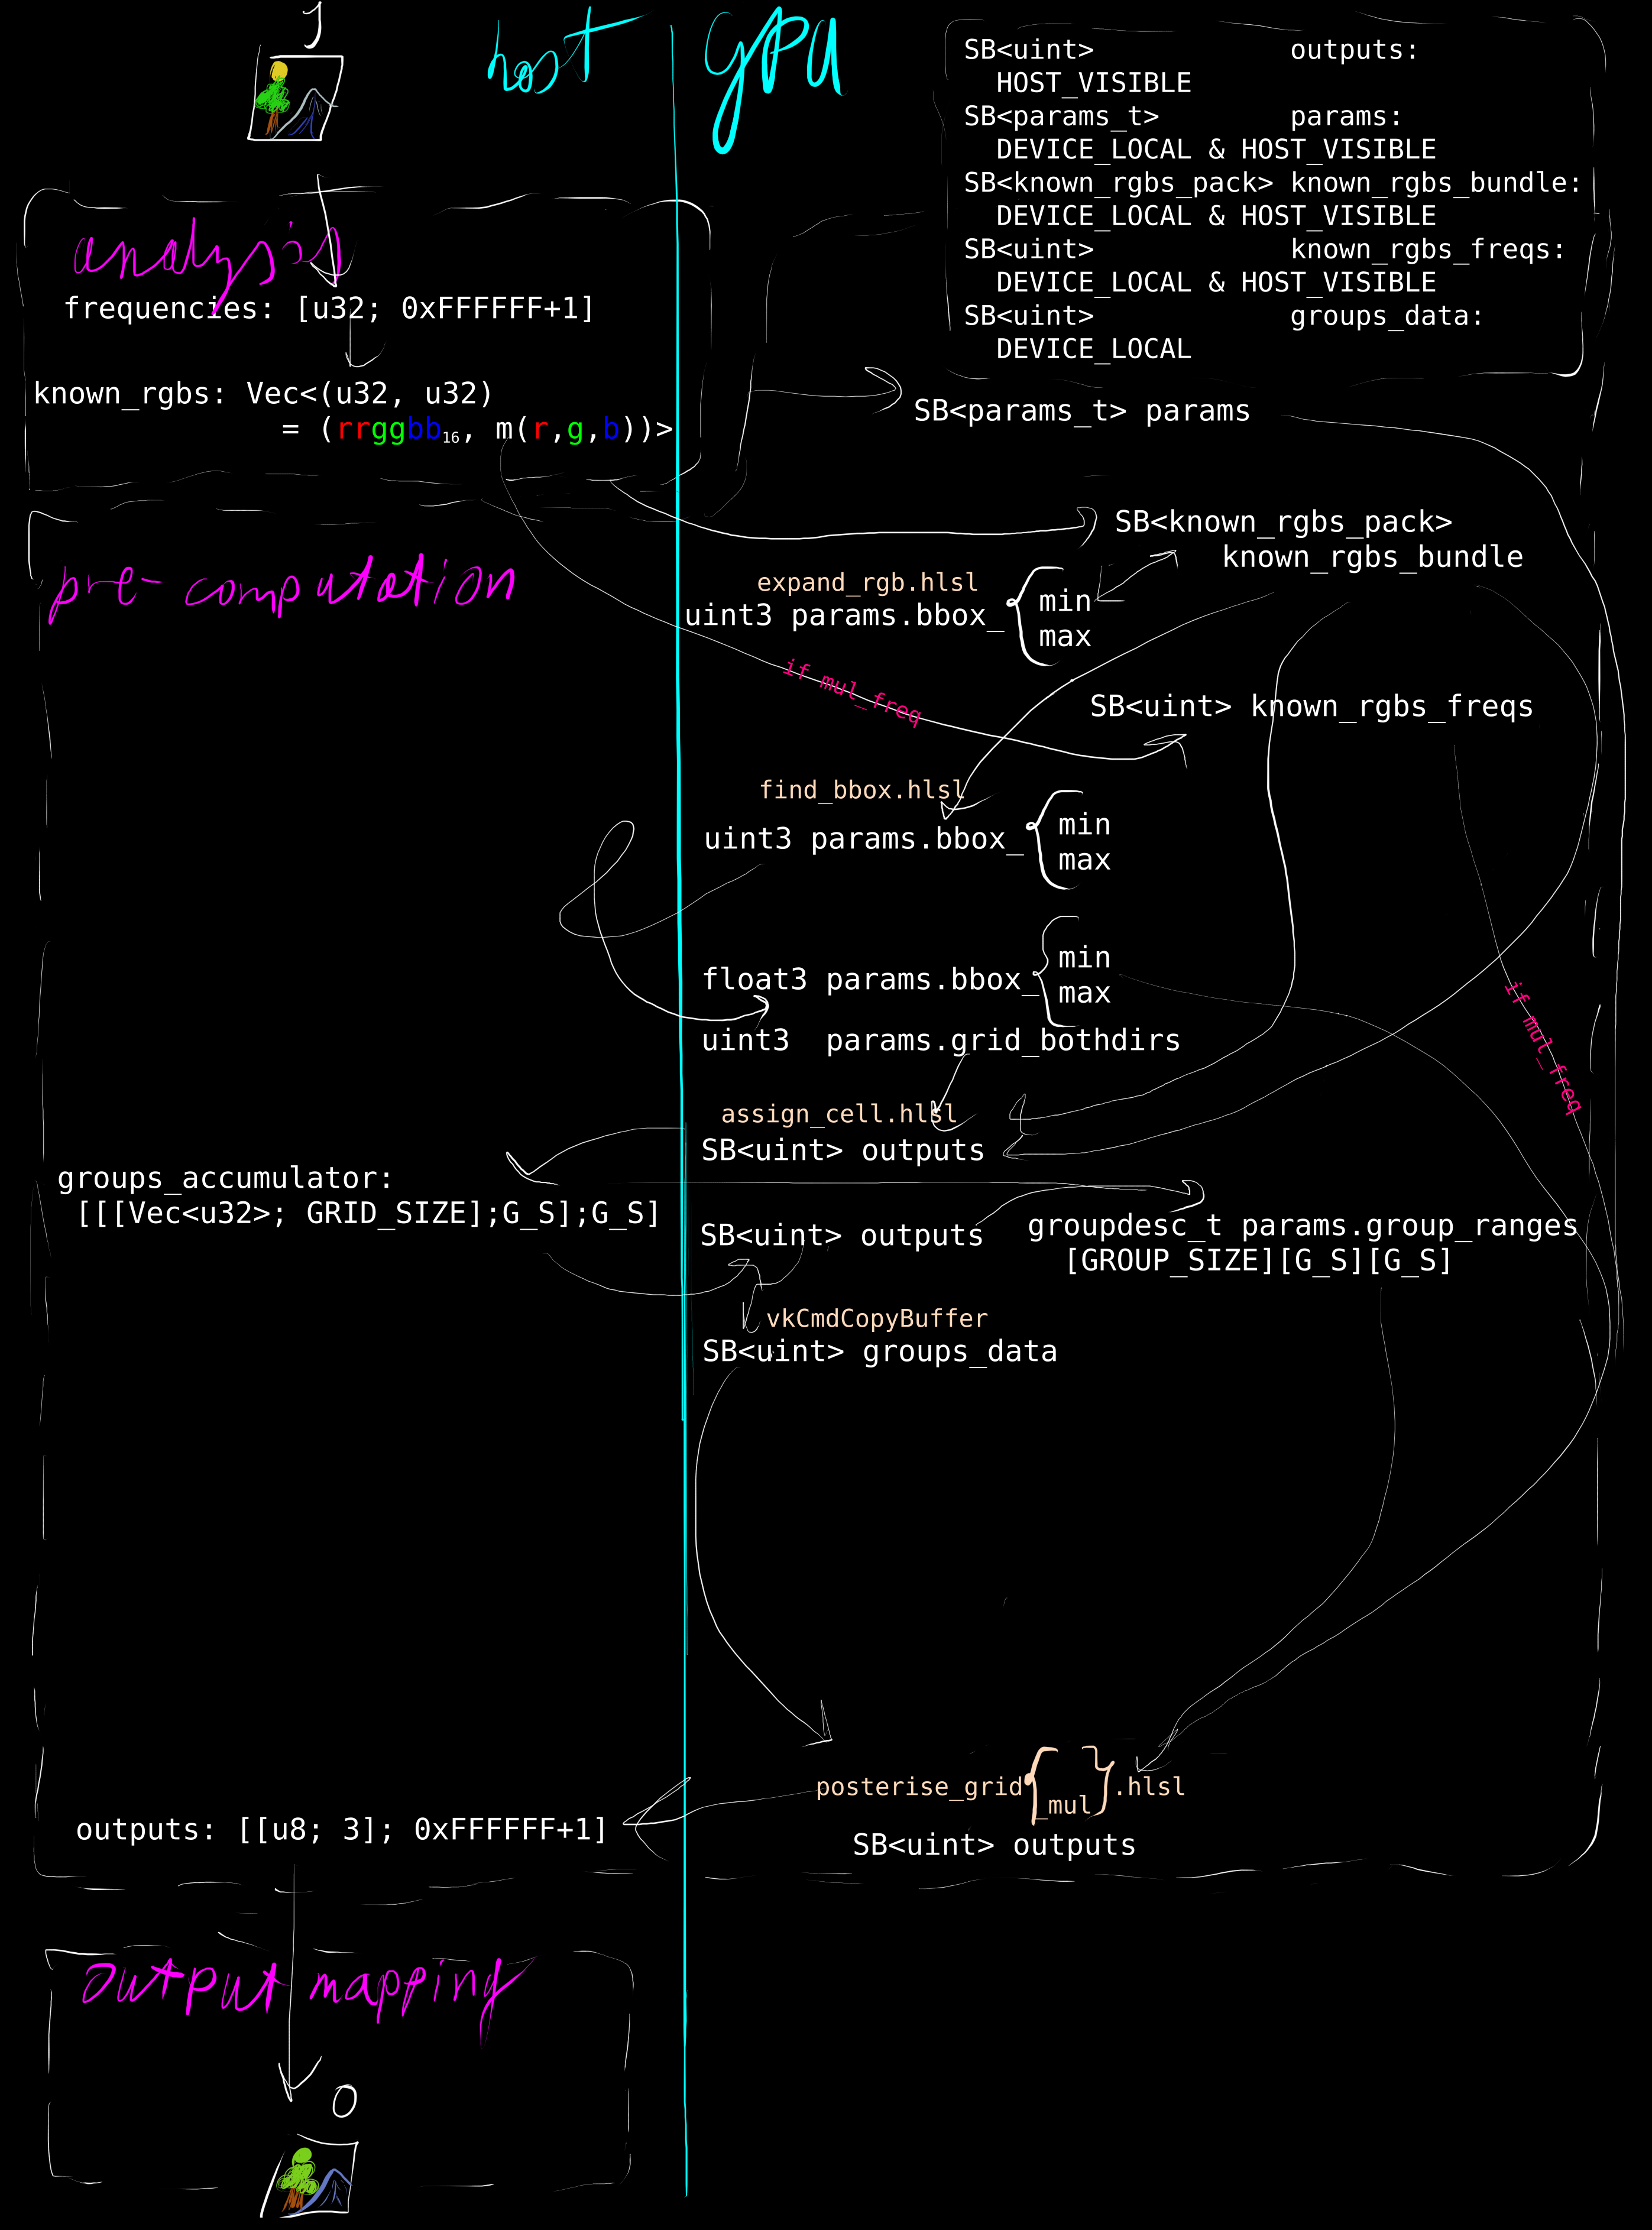 I
host
gpu
SB<uint> outputs:
HOST_VISIBLE
SB<params_t> params:
DEVICE_LOCAL & HOST_VISIBLE
SB<known_rgbs_pack> known_rgbs_bundle:
DEVICE_LOCAL & HOST_VISIBLE
SB<uint> known_rgbs_freqs:
DEVICE_LOCAL & HOST_VISIBLE
SB<uint> groups_data:
DEVICE_LOCAL
analysis
frequencies: [u32; 0xFFFFFF+1]
known_rgbs: Vec<(u32, u32)
= (rrggbb₁₆, m(r,g,b))>
SB<params_t> params
pre-computation
SB<known_rgbs_pack>
known_rgbs_bundle
expand_rgb.hlsl
uint3 params.bbox_{
min
max
if mul_freq
SB<uint> known_rgbs_freqs
find_bbox.hlsl
uint3 params.bbox_{
min
max
float3 params.bbox_{
min
max
uint3 params.grid_bothdirs
if mul_freq
assign_cell.hlsl
SB<uint> outputs
groups_accumulator:
[[[Vec<u32>; GRID_SIZE];G_S];G_S]
SB<uint> outputs
groupdesc_t params.group_ranges
[GROUP_SIZE][G_S][G_S]
vkCmdCopyBuffer
SB<uint> groups_data
posterise_grid{_mul}.hlsl
SB<uint> outputs
outputs: [[u8; 3]; 0xFFFFFF+1]
output mapping
O